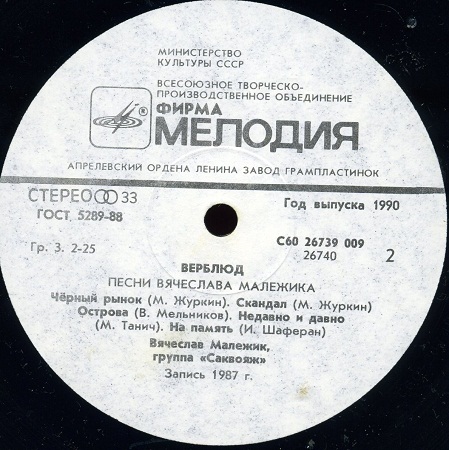 МИНИСТЕРСТВО
КУЛЬТУРЫ СССР
ВСЕСОЮЗНОЕ ТВОРЧЕСКО-
ПРОИЗВОДСТВЕННОЕ ОБЪЕДИНЕНИЕ
®
ФИРМА
МЕЛОДИЯ
АПРЕЛЕВСКИЙ ОРДЕНА ЛЕНИНА ЗАВОД ГРАМПЛАСТИНОК
СТЕРЕО 33
ГОСТ 5289-88
Год выпуска 1990
Гр. 3. 2-25
С60 26739 009
26740
2
ВЕРБЛЮД
ПЕСНИ ВЯЧЕСЛАВА МАЛЕЖИКА
Чёрный рынок (М. Журкин). Скандал (М. Журкин)
Острова (В. Мельников). Недавно и давно
(М. Танич). На память (И. Шаферан)
Вячеслав Малежик,
группа «Саквояж»
Запись 1987 г.